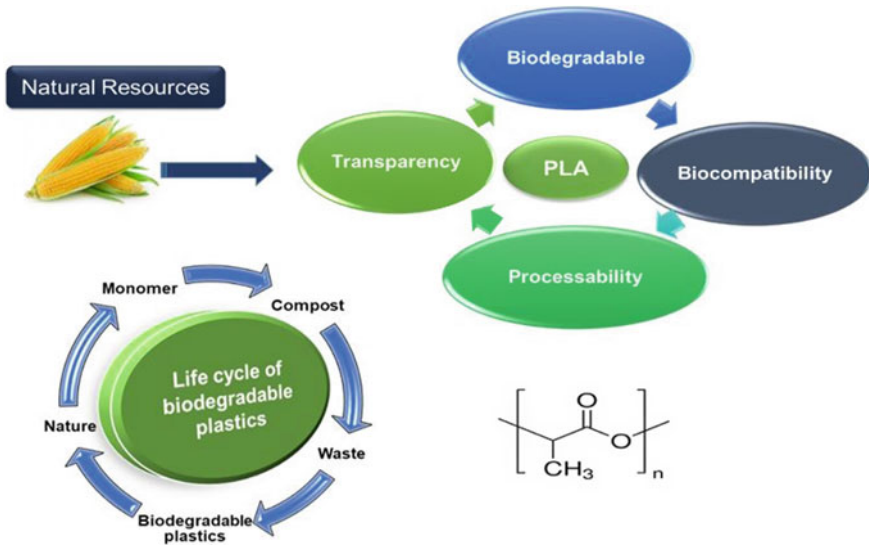 Natural Resources
Biodegradable
Transparency
PLA
Biocompatibility
Processability
Monomer
Compost
Life cycle of
biodegradable
plastics
Nature
Waste
Biodegradable
plastics
O
O
CH₃
n